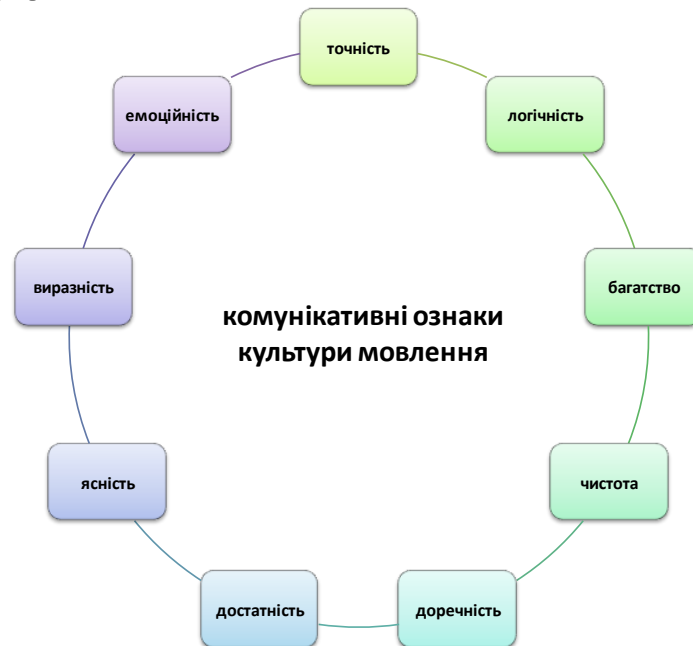 точність
логічність
багатство
чистота
доречність
достатність
ясність
виразність
емоційність
комунікативні ознаки
культури мовлення